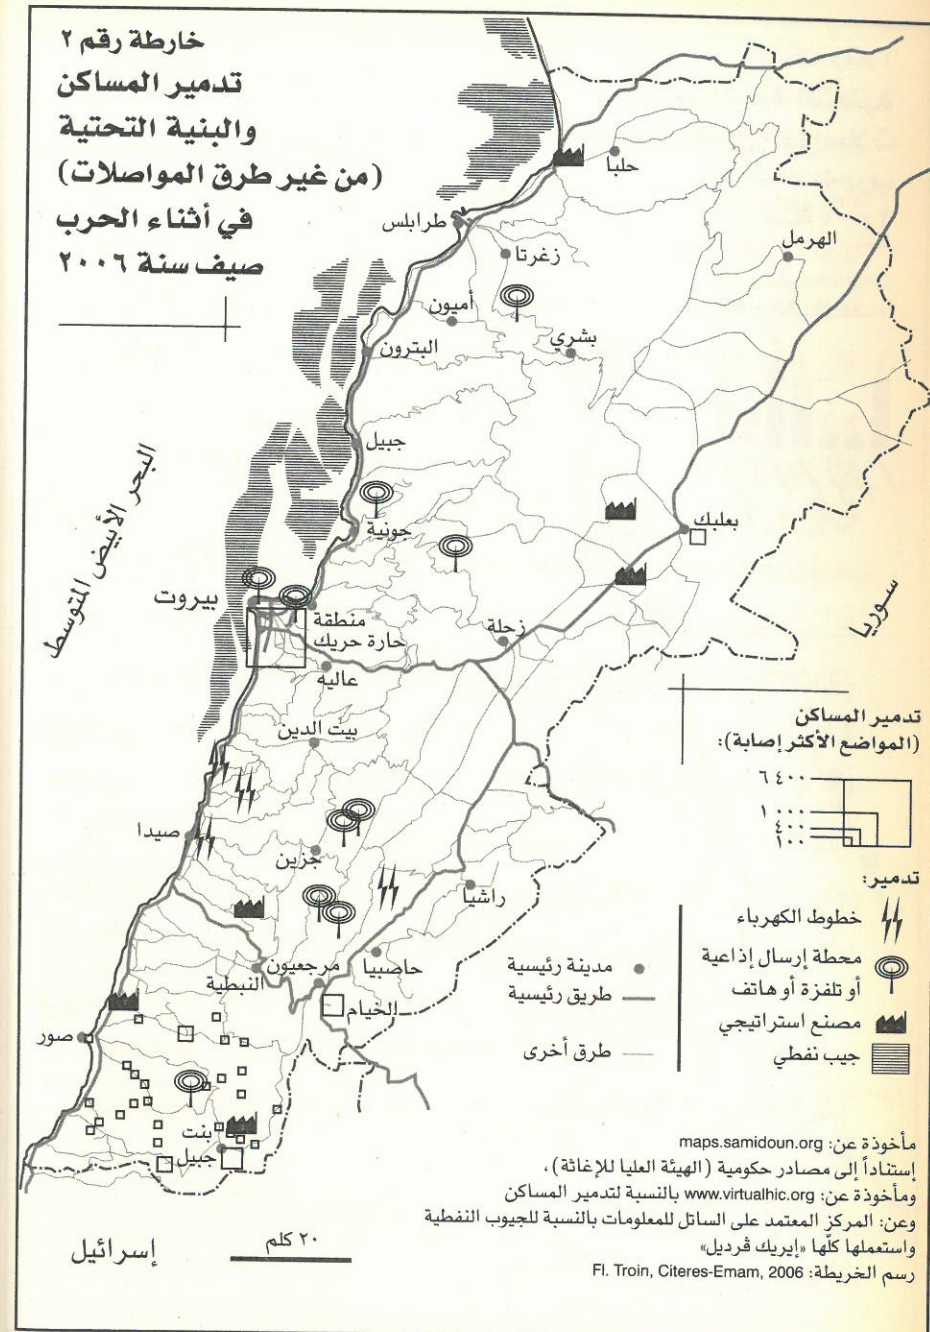 خارطة رقم ٢
تدمير المساكن
والبنية التحتية
(من غير طرق المواصلات)
في أثناء الحرب
صيف سنة ٢٠٠٦
حلبا
طرابلس
زغرتا
الهرمل
أميون
بشري
البترون
جبيل
البحر الأبيض المتوسط
جونية
بعلبك
بيروت
منطقة
حارة حريك
زحلة
سوريا
عاليه
بيت الدين
صيدا
جزين
راشيا
حاصبيا
مرجعيون
النبطية
الخيام
صور
بنت
جبيل
إسرائيل
٢٠ كلم
تدمير المساكن
(المواضع الأكثر إصابة):
٦٤٠٠
١٠٠٠
٤٠٠
١٠٠
تدمير:
خطوط الكهرباء
محطة إرسال إذاعية
أو تلفزة أو هاتف
مصنع استراتيجي
جيب نفطي
مدينة رئيسية
طريق رئيسية
طرق أخرى
مأخوذة عن: maps.samidoun.org
إستناداً إلى مصادر حكومية (الهيئة العليا للإغاثة)،
ومأخوذة عن: www.virtualhic.org بالنسبة لتدمير المساكن
وعن: المركز المعتمد على الساتل للمعلومات بالنسبة للجيوب النفطية
واستعملها كلّها «إيريك ڤرديل»
رسم الخريطة: Fl. Troin, Citeres-Emam, 2006